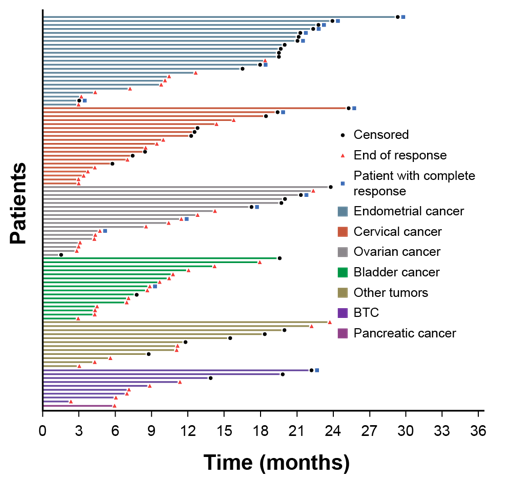 Patients
Censored
End of response
Patient with complete
response
Endometrial cancer
Cervical cancer
Ovarian cancer
Bladder cancer
Other tumors
BTC
Pancreatic cancer
0 3 6 9 12 15 18 21 24 27 30 33 36
Time (months)